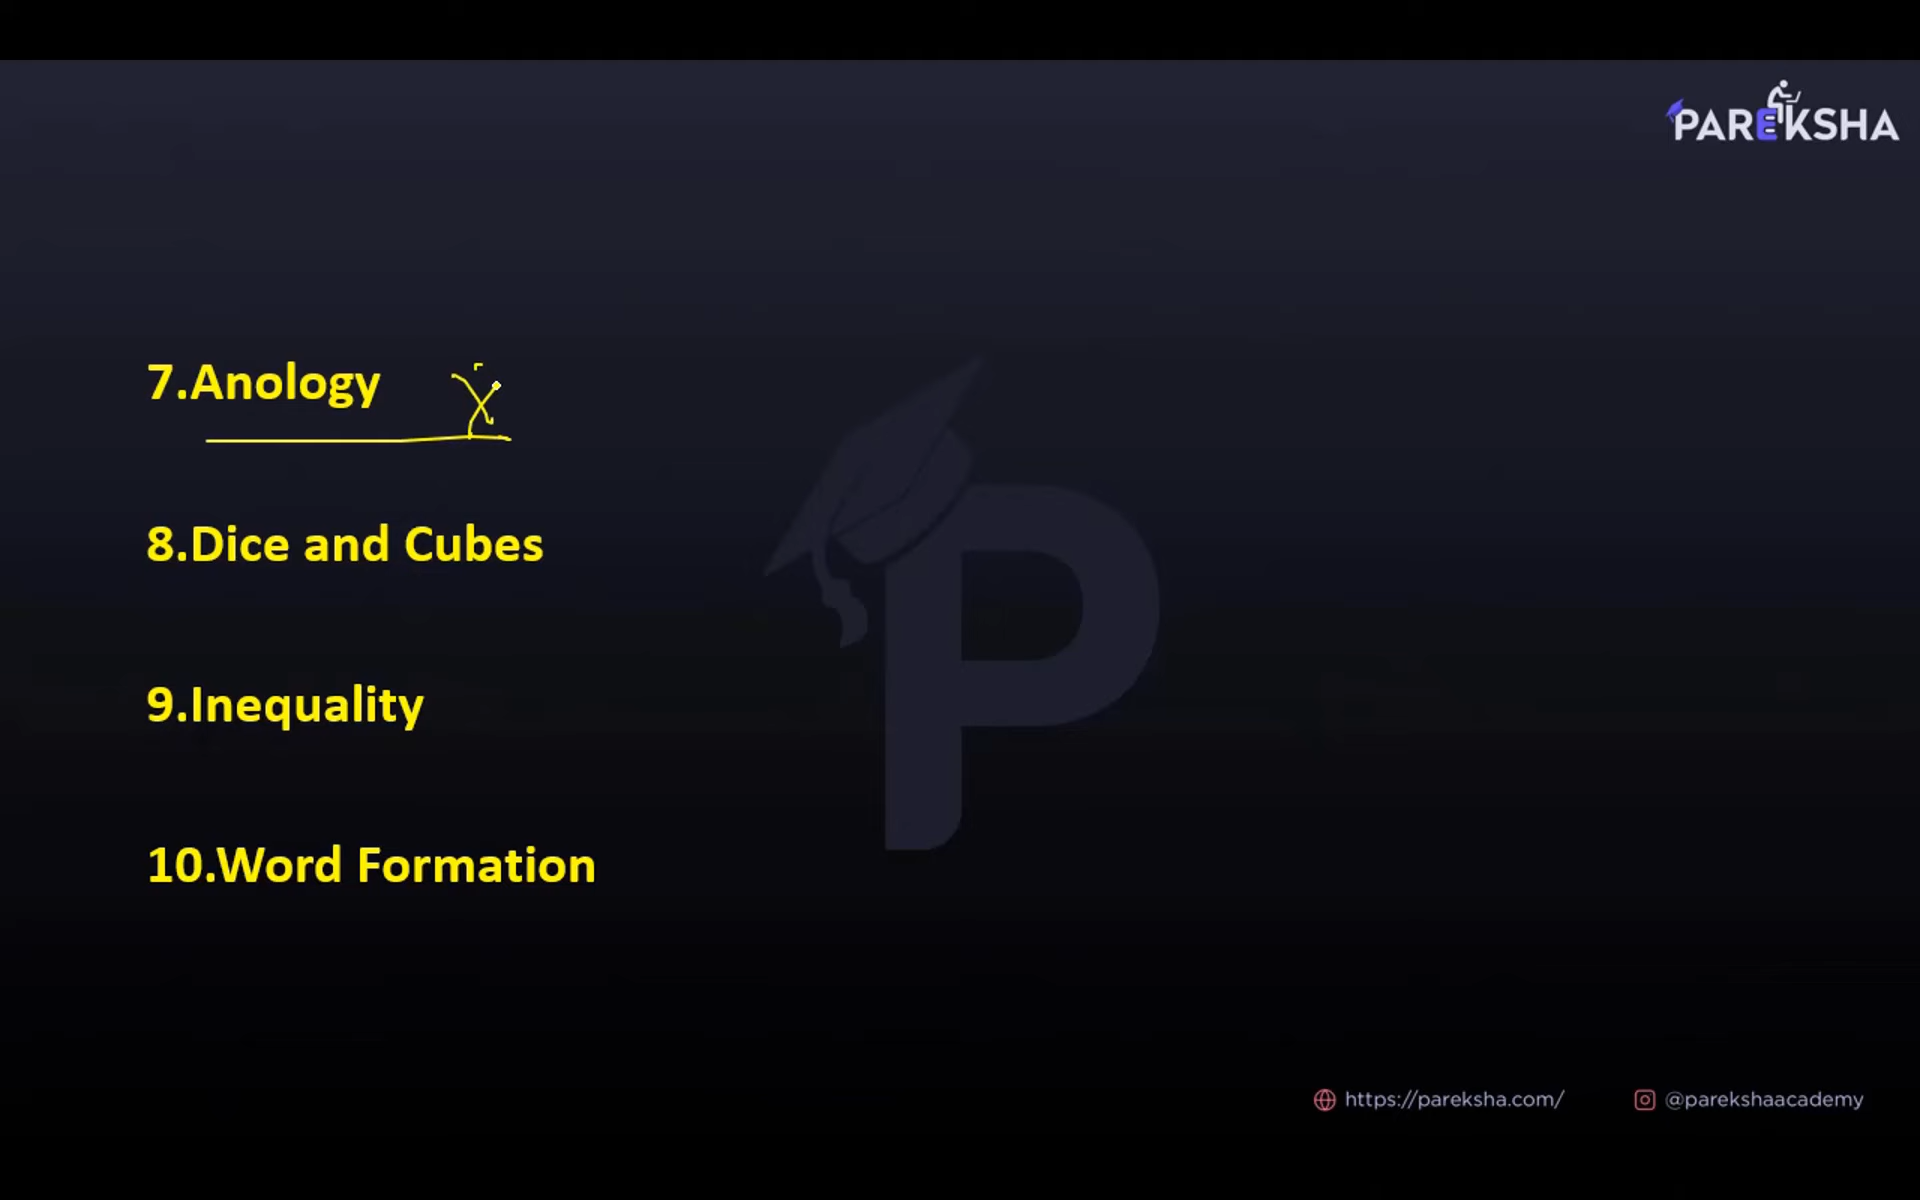 PAREKSHA
7.Anology X
8.Dice and Cubes
9.Inequality
10.Word Formation
P
https://pareksha.com/ @parekshaacademy